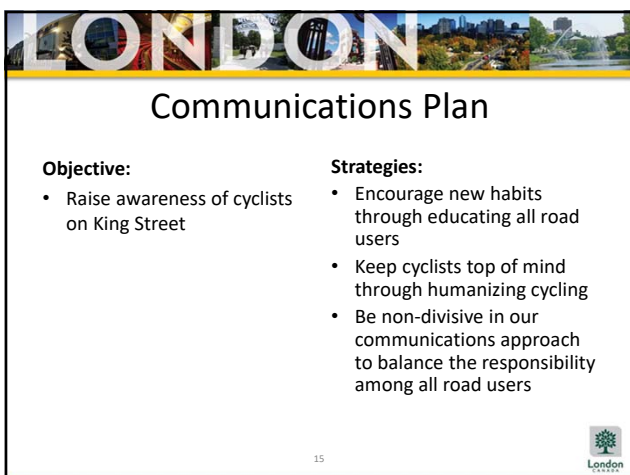 LONDON
Communications Plan
Objective:
• Raise awareness of cyclists
on King Street
Strategies:
• Encourage new habits
through educating all road
users
• Keep cyclists top of mind
through humanizing cycling
• Be non-divisive in our
communications approach
to balance the responsibility
among all road users
15
London
CANADA